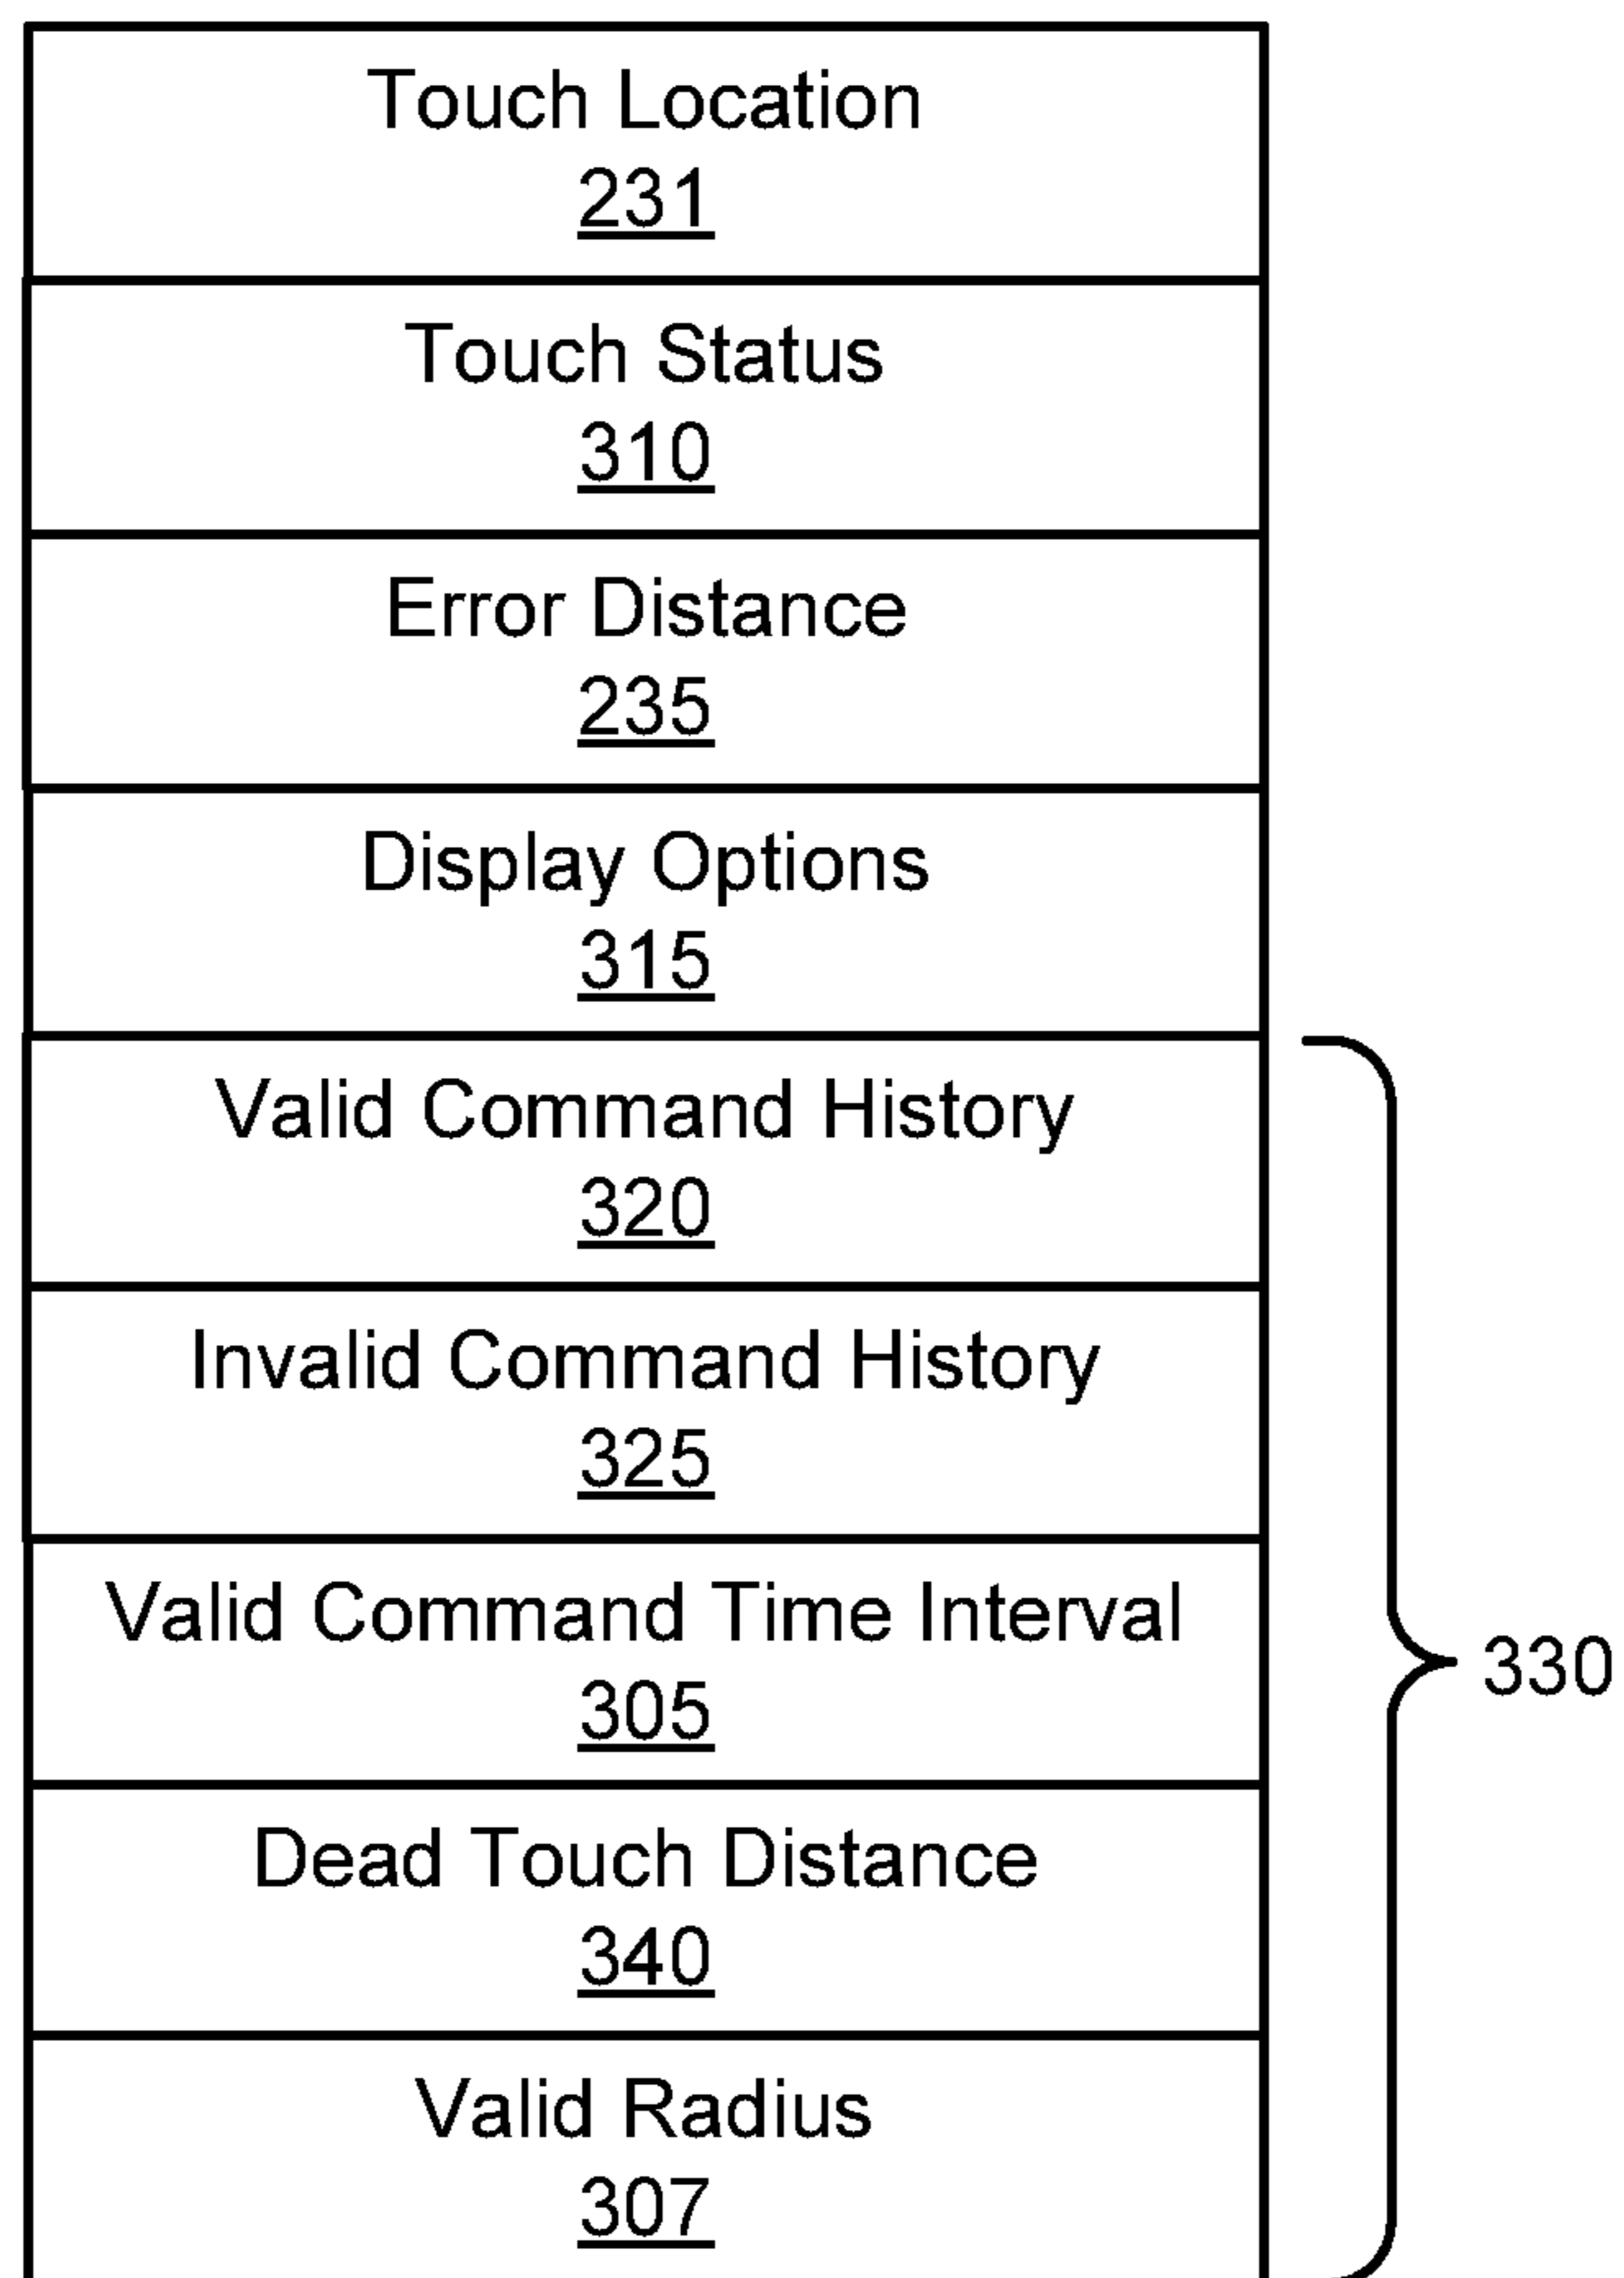 Touch Location
231
Touch Status
310
Error Distance
235
Display Options
315
Valid Command History
320
Invalid Command History
325
Valid Command Time Interval
305
330
Dead Touch Distance
340
Valid Radius
307